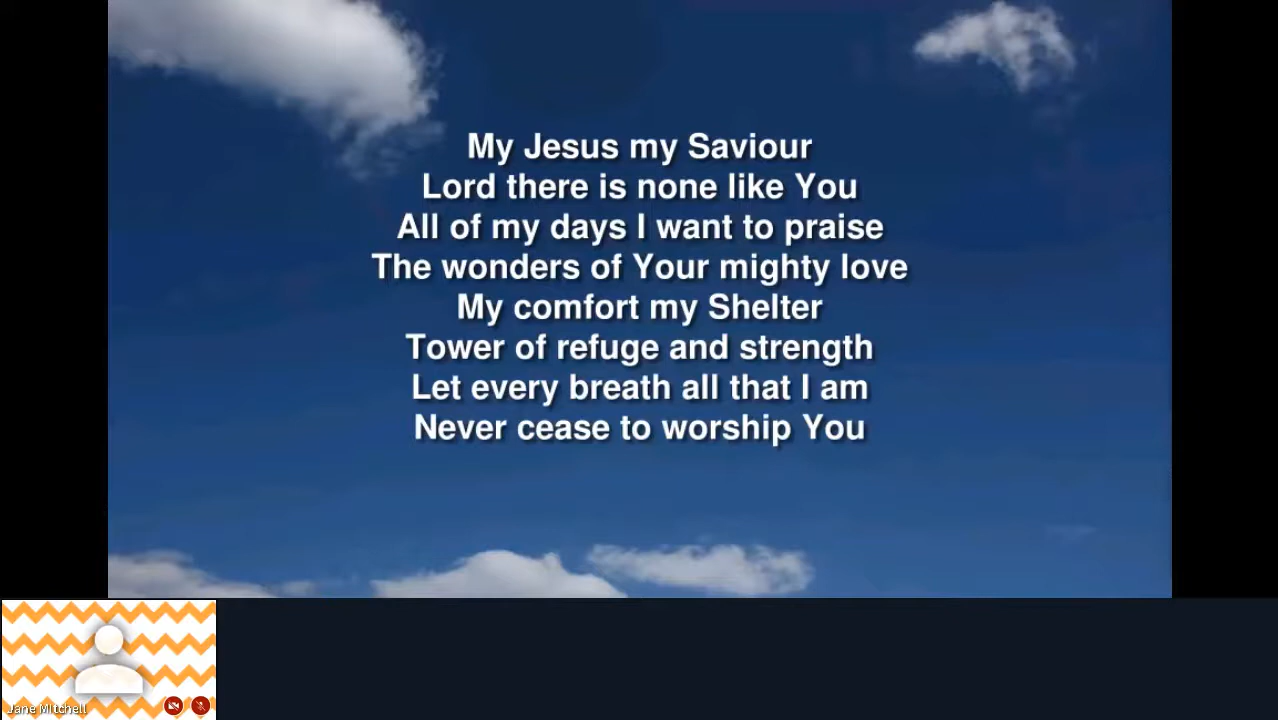 My Jesus my Saviour
Lord there is none like You
All of my days I want to praise
The wonders of Your mighty love
My comfort my Shelter
Tower of refuge and strength
Let every breath all that I am
Never cease to worship You
Jane Mitchell